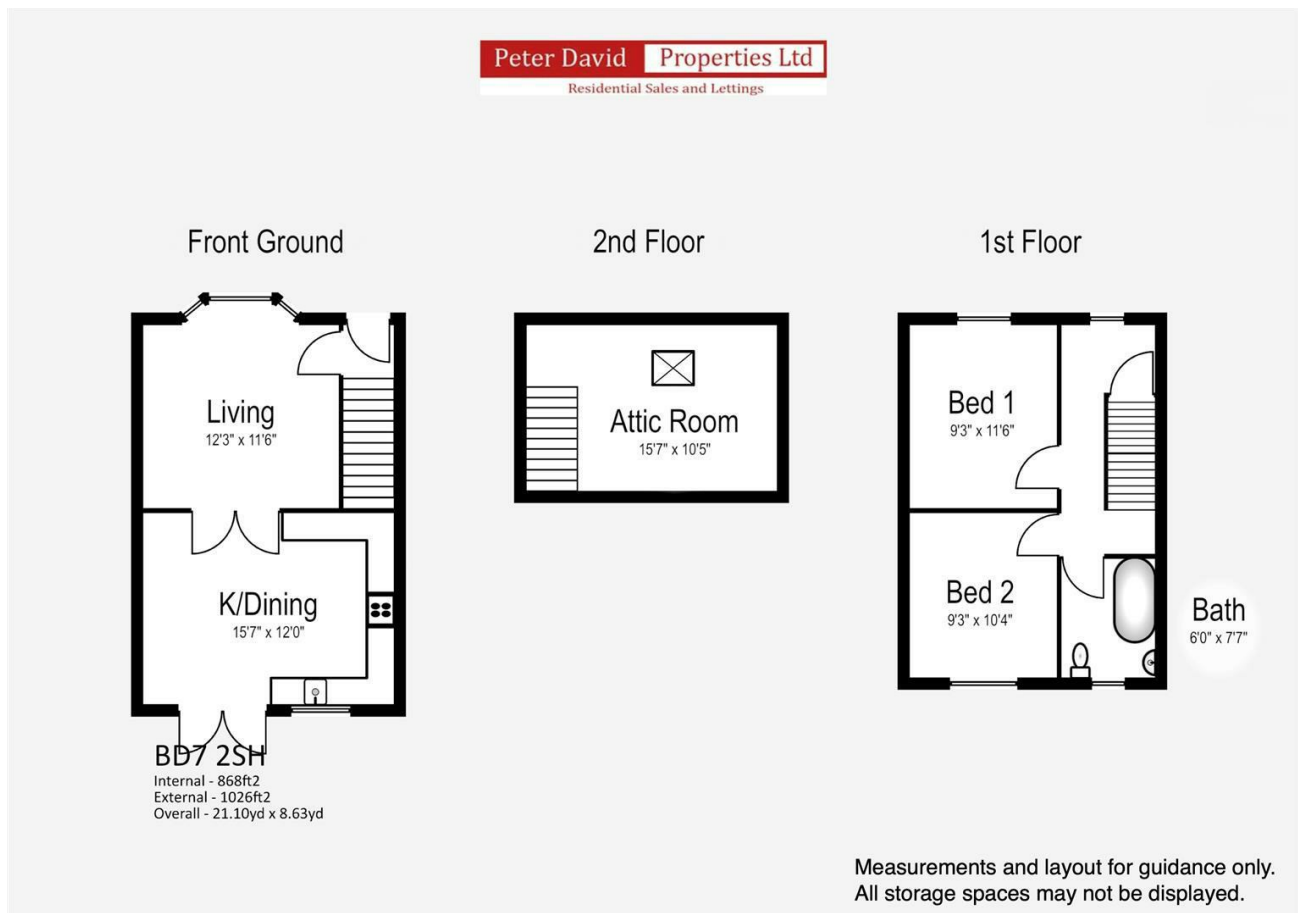 Peter David Properties Ltd
Residential Sales and Lettings
Front Ground
2nd Floor
1st Floor
Living
12'3" x 11'6"
K/Dining
15'7" x 12'0"
Attic Room
15'7" x 10'5"
Bed 1
9'3" x 11'6"
Bed 2
9'3" x 10'4"
Bath
6'0" x 7'7"
BD7 2SH
Internal - 868ft2
External - 1026ft2
Overall - 21.10yd x 8.63yd
Measurements and layout for guidance only.
All storage spaces may not be displayed.